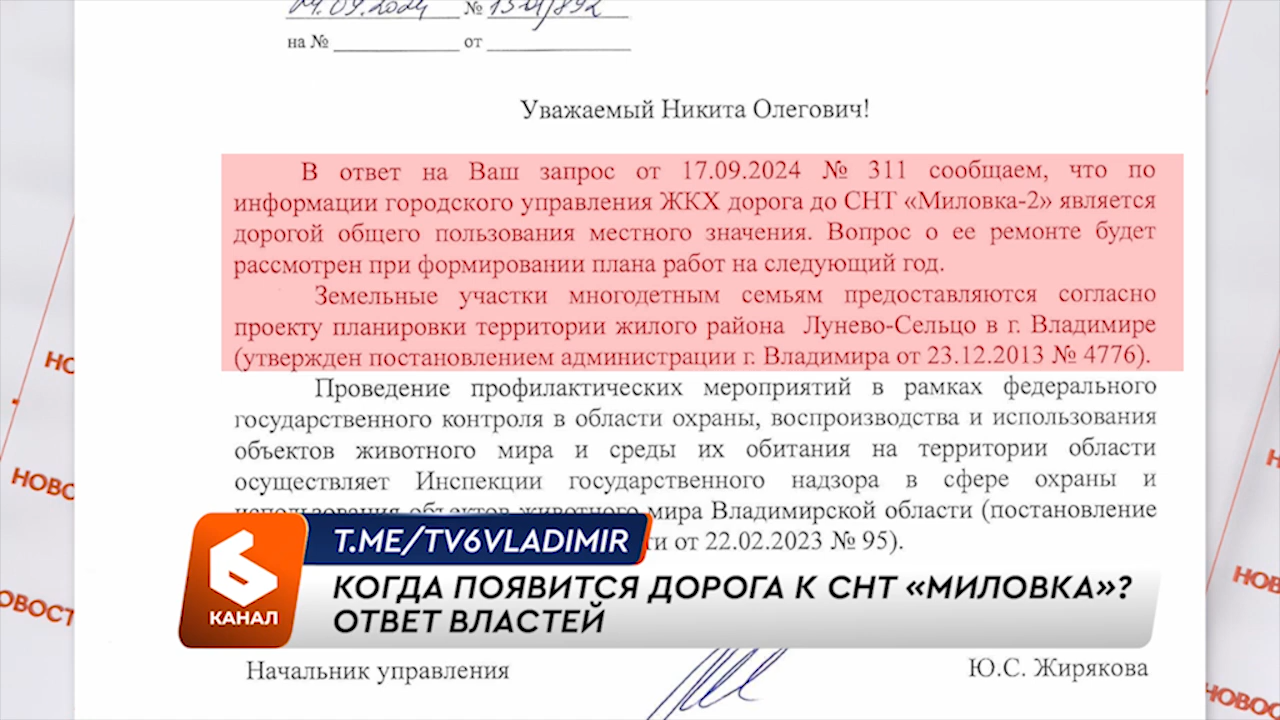 на № от
Уважаемый Никита Олегович!
В ответ на Ваш запрос от 17.09.2024 № 311 сообщаем, что по
информации городского управления ЖКХ дорога до СНТ «Миловка-2» является
дорогой общего пользования местного значения. Вопрос о ее ремонте будет
рассмотрен при формировании плана работ на следующий год.
Земельные участки многодетным семьям предоставляются согласно
проекту планировки территории жилого района Лунево-Сельцо в г. Владимире
(утвержден постановлением администрации г. Владимира от 23.12.2013 № 4776).
Проведение профилактических мероприятий в рамках федерального
государственного контроля в области охраны, воспроизводства и использования
объектов животного мира и среды их обитания на территории области
осуществляет Инспекции государственного надзора в сфере охраны и
использования объектов животного мира Владимирской области (постановление
от 22.02.2023 № 95).
T.ME/TV6VLADIMIR
6 КАНАЛ
КОГДА ПОЯВИТСЯ ДОРОГА К СНТ «МИЛОВКА»?
ОТВЕТ ВЛАСТЕЙ
Начальник управления Ю.С. Жирякова